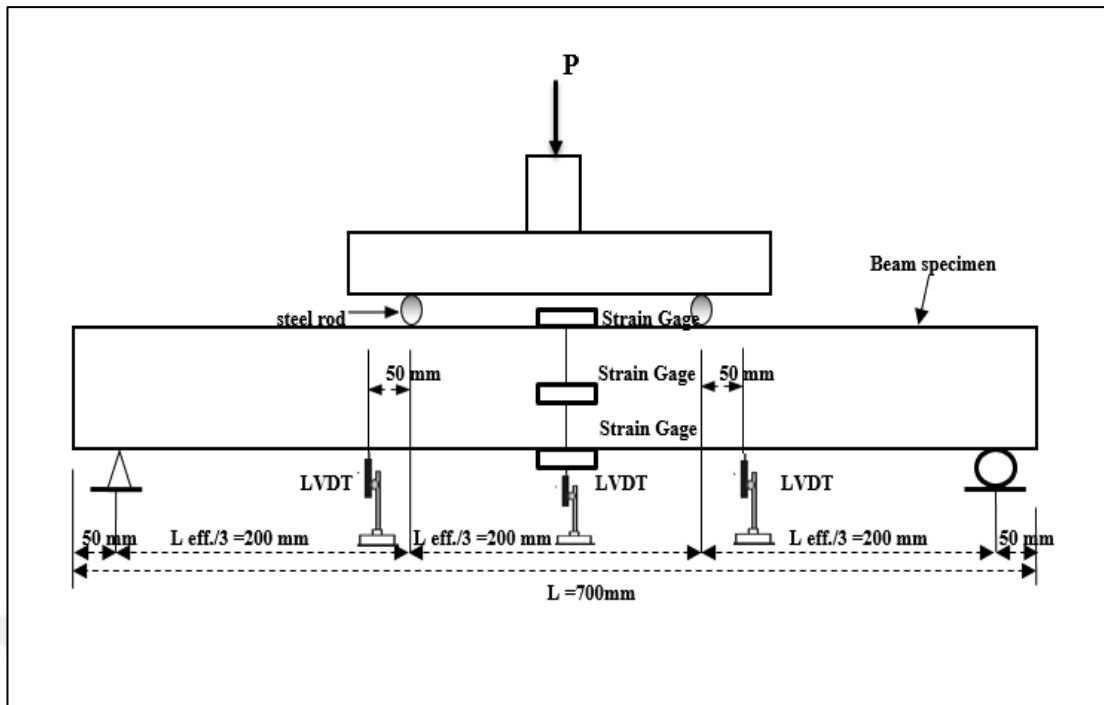 P
Beam specimen
steel rod
Strain Gage
50 mm
Strain Gage
50 mm
Strain Gage
LVDT
LVDT
LVDT
50 mm
L eff./3 =200 mm
L eff./3 =200 mm
L eff./3 =200 mm
50 mm
L =700mm